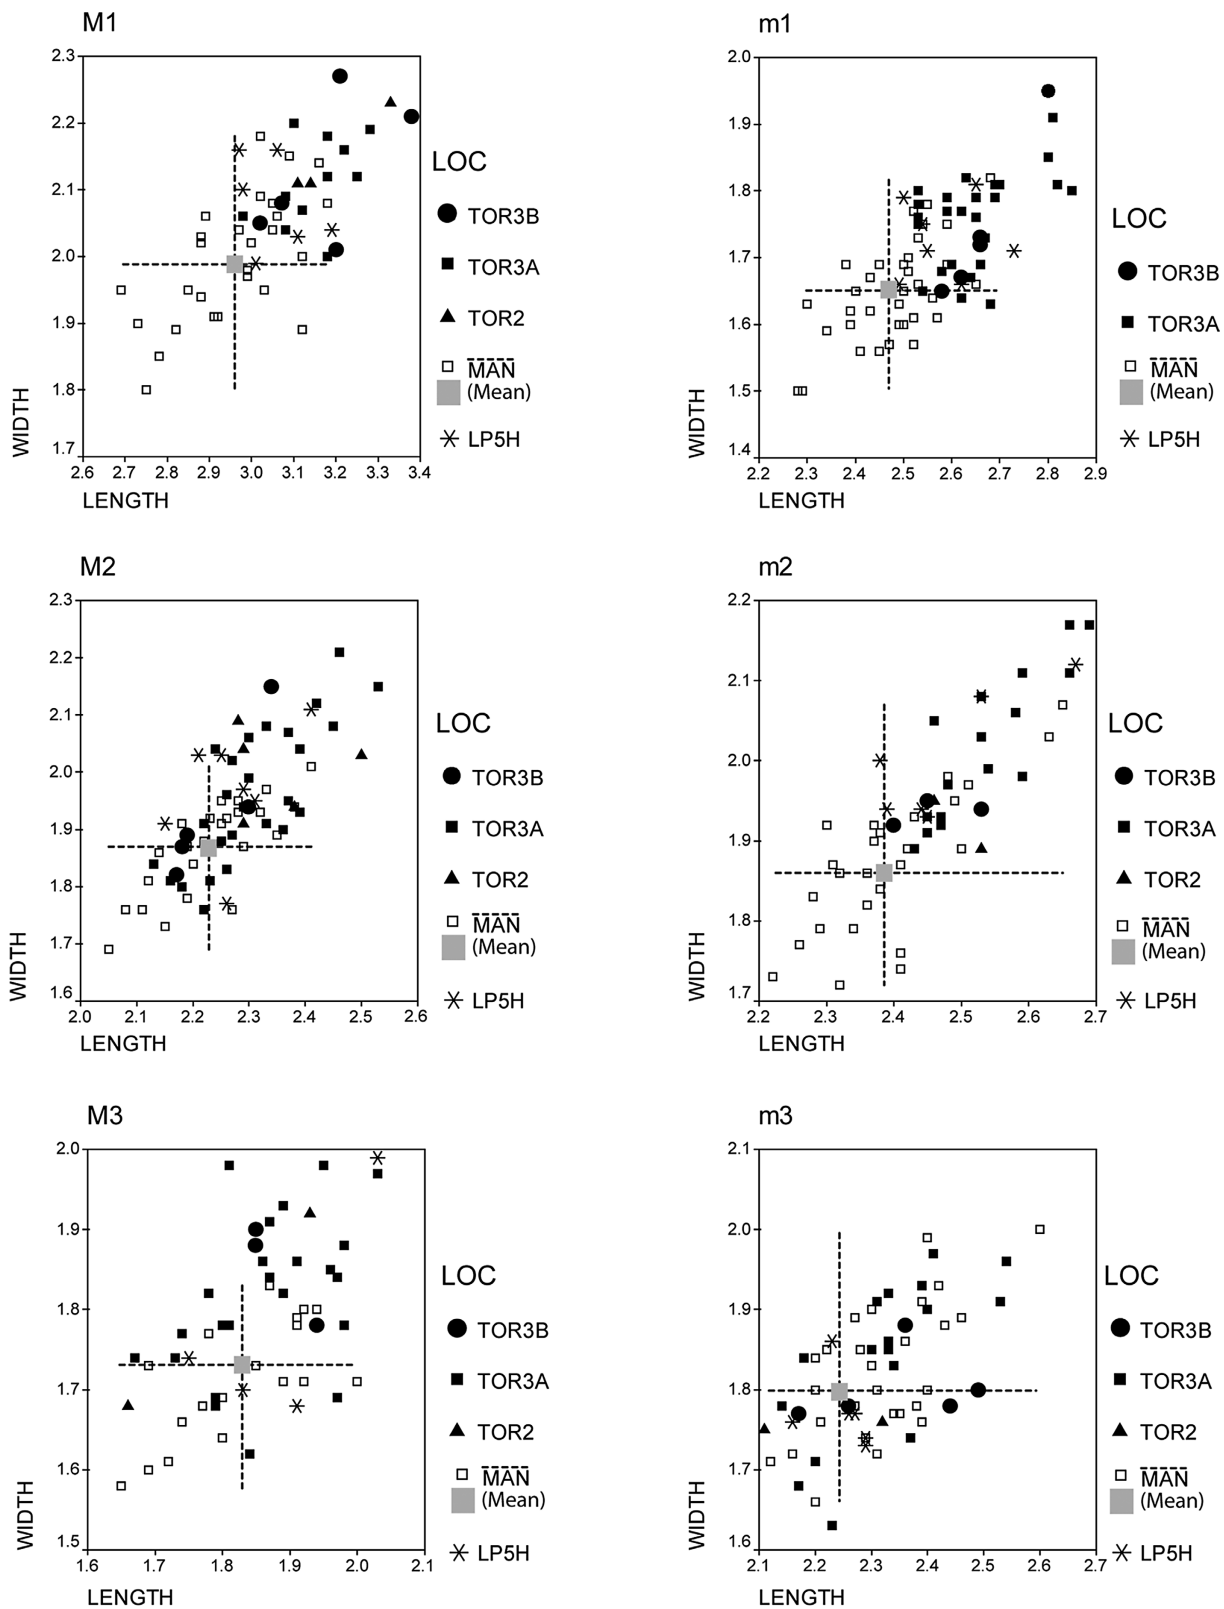 M1
2.3
2.2
2.1
2.0
1.9
1.8
1.7
WIDTH
2.6 2.7 2.8 2.9 3.0 3.1 3.2 3.3 3.4
LENGTH
LOC
TOR3B
TOR3A
TOR2
MAN
(Mean)
LP5H
m1
2.0
1.9
1.8
1.7
1.6
1.5
1.4
WIDTH
2.2 2.3 2.4 2.5 2.6 2.7 2.8 2.9
LENGTH
LOC
TOR3B
TOR3A
MAN
(Mean)
LP5H
M2
2.3
2.2
2.1
2.0
1.9
1.8
1.7
1.6
WIDTH
2.0 2.1 2.2 2.3 2.4 2.5 2.6
LENGTH
LOC
TOR3B
TOR3A
TOR2
MAN
(Mean)
LP5H
m2
2.2
2.1
2.0
1.9
1.8
1.7
WIDTH
2.2 2.3 2.4 2.5 2.6 2.7
LENGTH
LOC
TOR3B
TOR3A
TOR2
MAN
(Mean)
LP5H
M3
2.0
1.9
1.8
1.7
1.6
1.5
WIDTH
1.6 1.7 1.8 1.9 2.0 2.1
LENGTH
LOC
TOR3B
TOR3A
TOR2
MAN
(Mean)
LP5H
m3
2.1
2.0
1.9
1.8
1.7
1.6
WIDTH
2.1 2.2 2.3 2.4 2.5 2.6 2.7
LENGTH
LOC
TOR3B
TOR3A
TOR2
MAN
(Mean)
LP5H